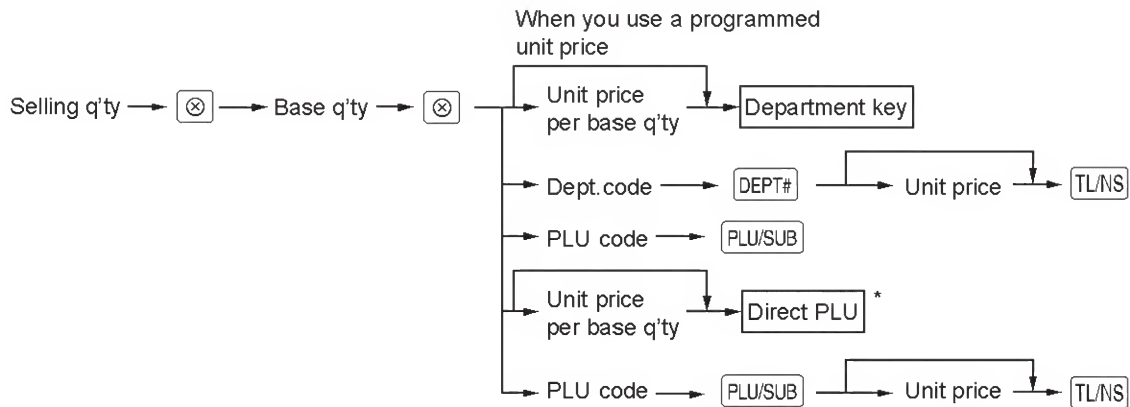 When you use a programmed
unit price
Selling q'ty ⊗ Base q'ty ⊗ Unit price
per base q'ty Department key
Dept. code DEPT# Unit price TL/NS
PLU code PLU/SUB
Unit price
per base q'ty Direct PLU *
PLU code PLU/SUB Unit price TL/NS